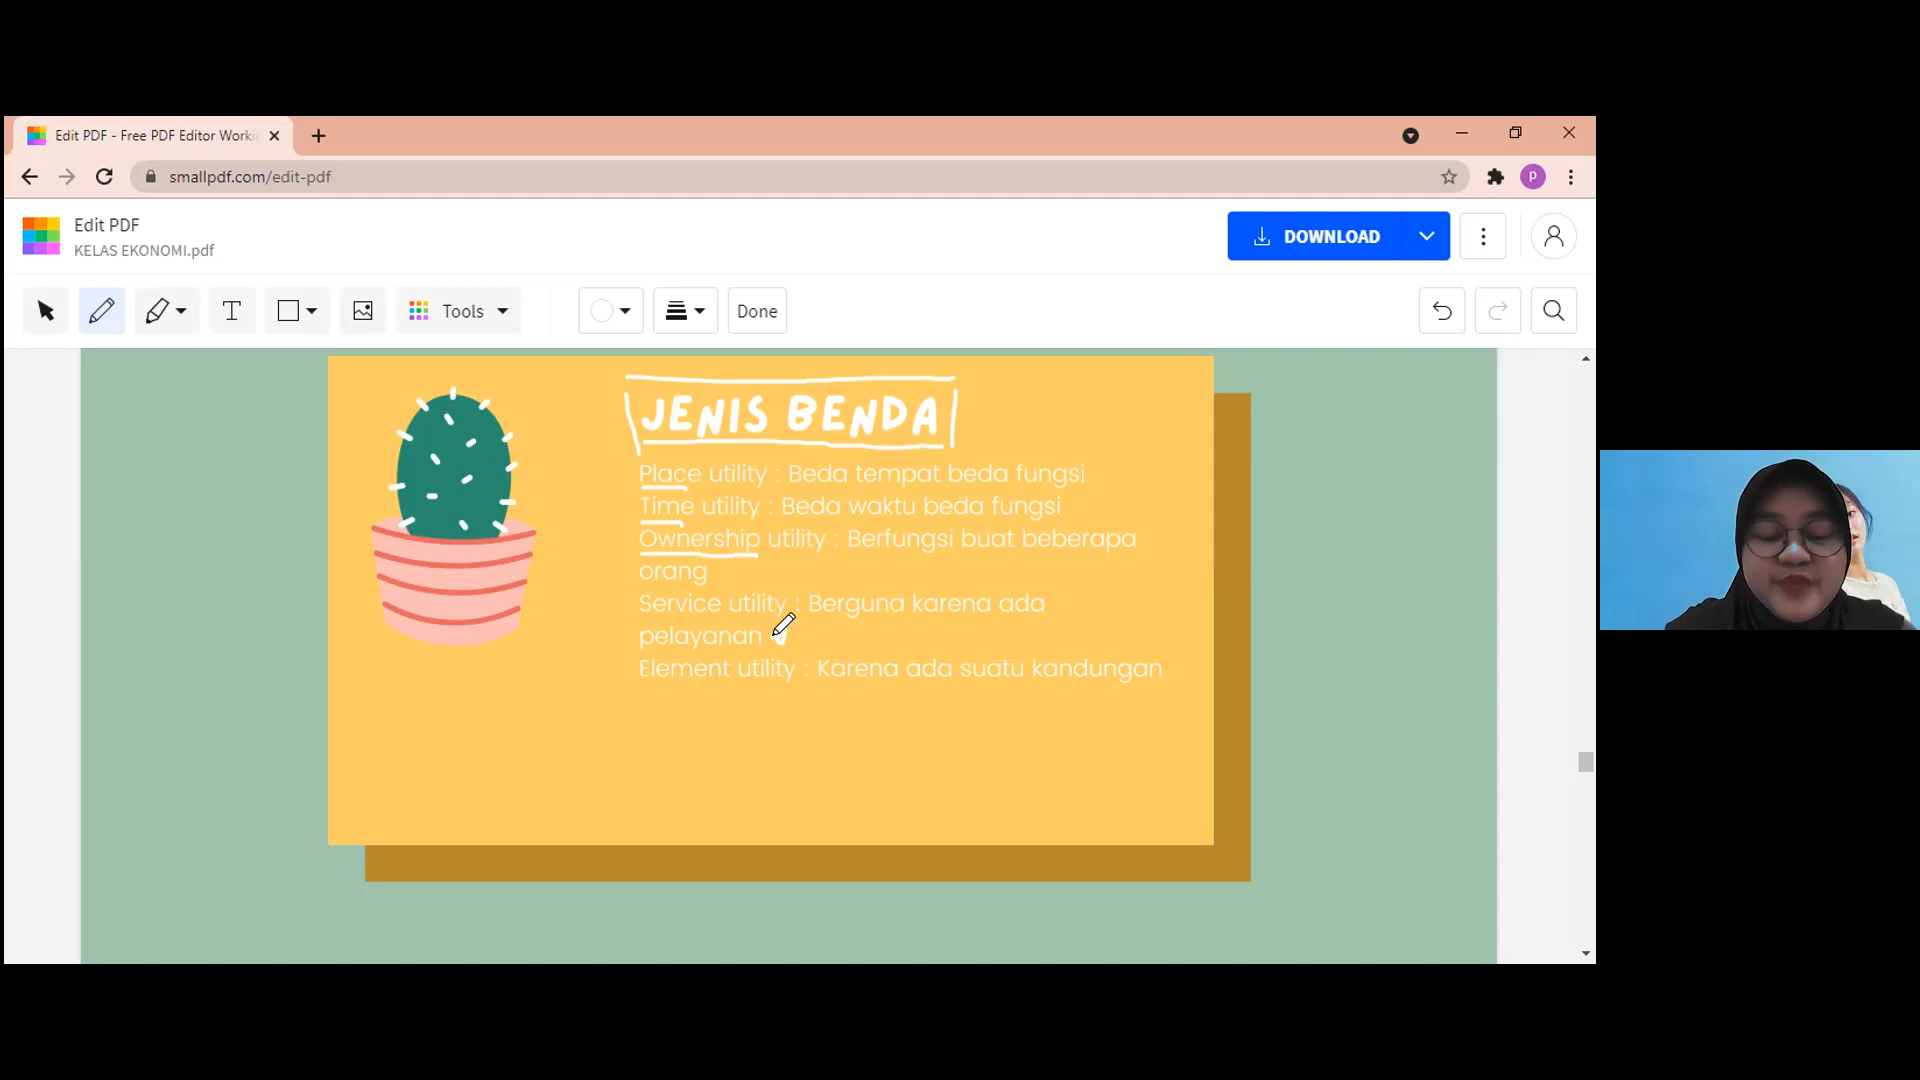 Edit PDF - Free PDF Editor Worki
smallpdf.com/edit-pdf
P
Edit PDF
KELAS EKONOMI.pdf
DOWNLOAD
T
Tools
Done
JENIS BENDA
Place utility : Beda tempat beda fungsi
Time utility : Beda waktu beda fungsi
Ownership utility : Berfungsi buat beberapa
orang
Service utility : Berguna karena ada
pelayanan
Element utility : Karena ada suatu kandungan